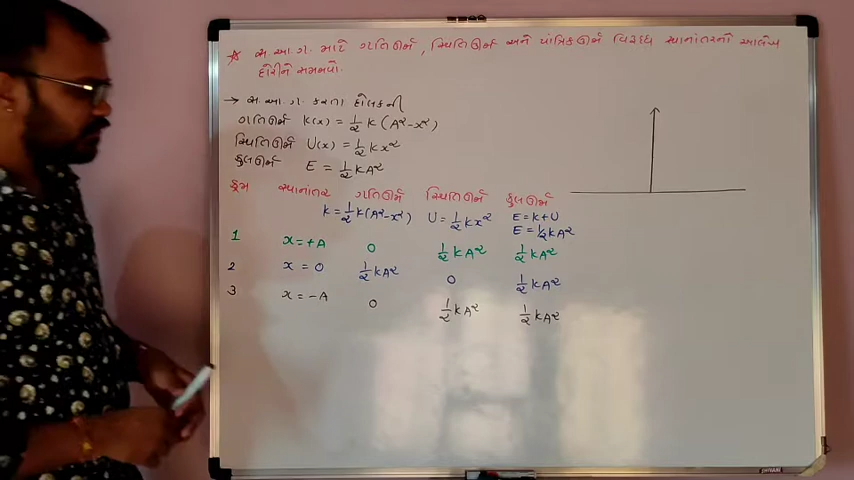 * સ.આ.ગ. માટે ગતિઊર્જા, સ્થિતિઊર્જા અને યાંત્રિકઊર્જા વિરુદ્ધ સ્થાનાંતરનો આલેખ
દોરીને સમજાવો.
→ સ.આ.ગ. કરતા દોલકની
ગતિઊર્જા K(x) = 1/2 k (A² - x²)
સ્થિતિઊર્જા U(x) = 1/2 kx²
કુલઊર્જા E = 1/2 kA²
ક્રમ સ્થાનાંતર ગતિઊર્જા સ્થિતિઊર્જા કુલઊર્જા
K = 1/2 k(A² - x²) U = 1/2 kx² E = K + U
E = 1/2 kA²
1 x = +A 0 1/2 kA² 1/2 kA²
2 x = 0 1/2 kA² 0 1/2 kA²
3 x = -A 0 1/2 kA² 1/2 kA²